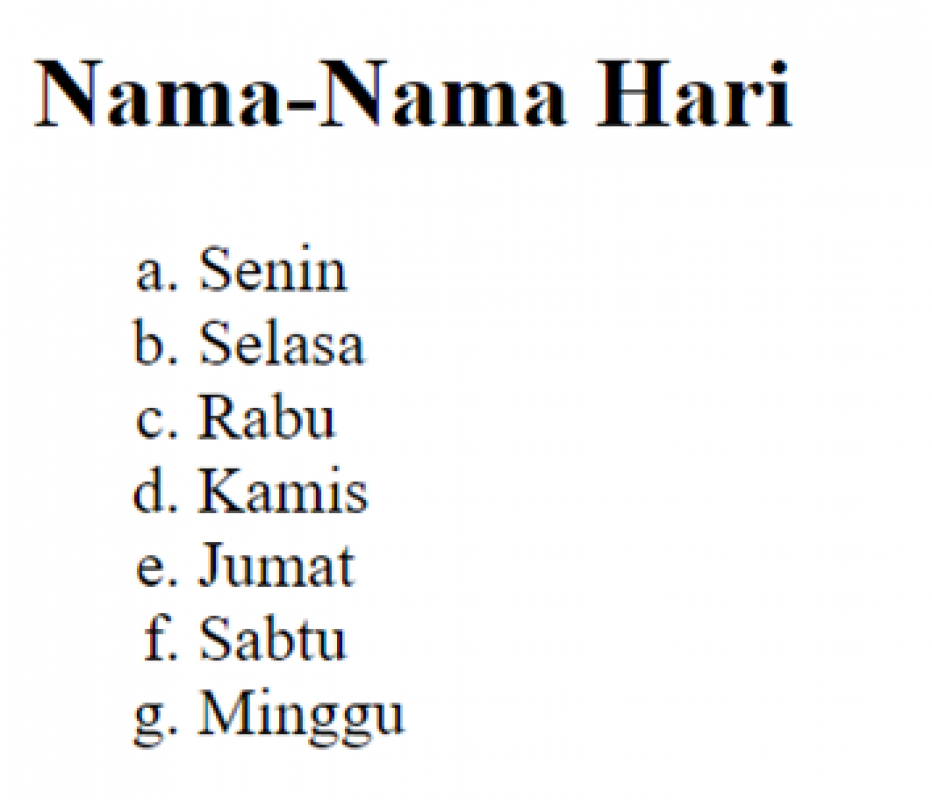 Nama-Nama Hari
a. Senin
b. Selasa
c. Rabu
d. Kamis
e. Jumat
f. Sabtu
g. Minggu